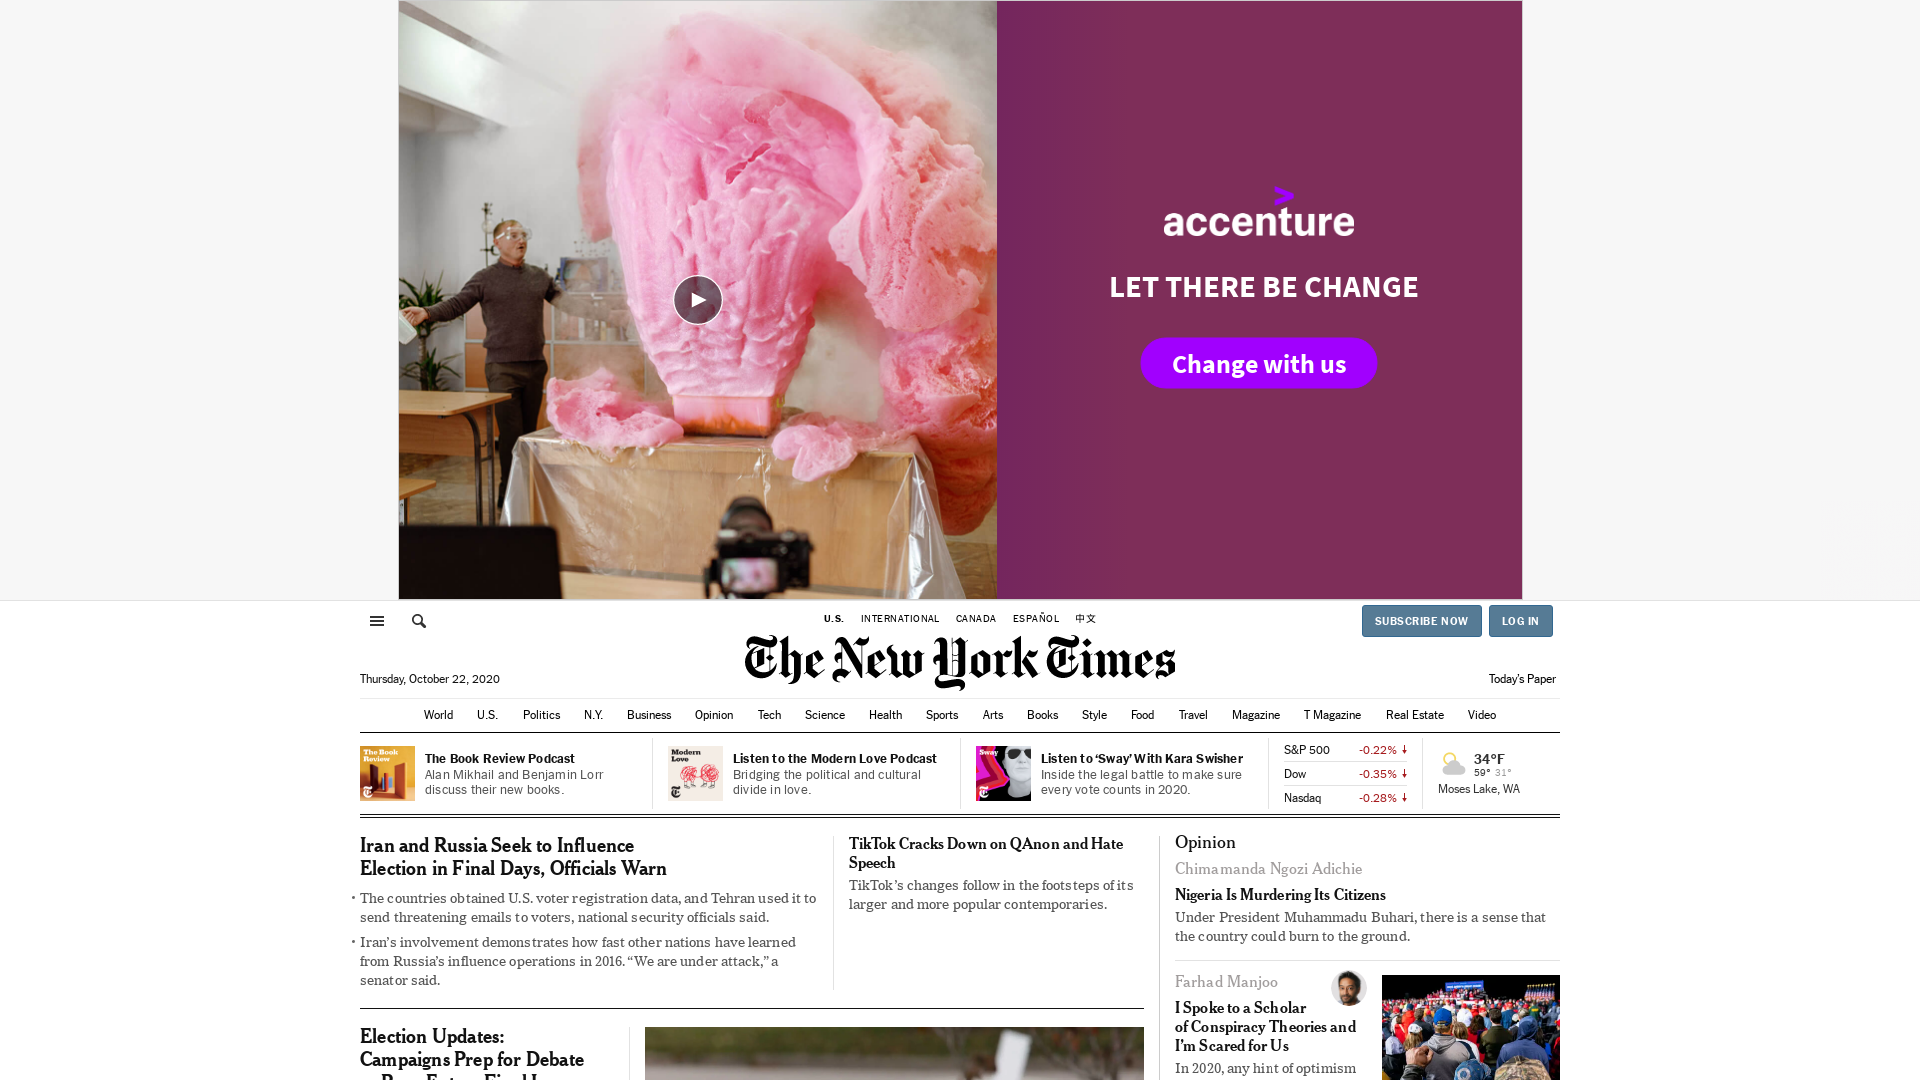 accenture
LET THERE BE CHANGE
Change with us
U.S. INTERNATIONAL CANADA ESPAÑOL 中文
SUBSCRIBE NOW LOG IN
The New York Times
Thursday, October 22, 2020
Today's Paper
World U.S. Politics N.Y. Business Opinion Tech Science Health Sports Arts Books Style Food Travel Magazine T Magazine Real Estate Video
The Book Review
The Book Review Podcast
Alan Mikhail and Benjamin Lorr
discuss their new books.
Modern Love
Listen to the Modern Love Podcast
Bridging the political and cultural
divide in love.
Sway
Listen to ‘Sway’ With Kara Swisher
Inside the legal battle to make sure
every vote counts in 2020.
S&P 500 -0.22%
Dow -0.35%
Nasdaq -0.28%
34°F
59° 31°
Moses Lake, WA
Iran and Russia Seek to Influence
Election in Final Days, Officials Warn
• The countries obtained U.S. voter registration data, and Tehran used it to
send threatening emails to voters, national security officials said.
• Iran’s involvement demonstrates how fast other nations have learned
from Russia’s influence operations in 2016. “We are under attack,” a
senator said.
Election Updates:
Campaigns Prep for Debate
TikTok Cracks Down on QAnon and Hate
Speech
TikTok’s changes follow in the footsteps of its
larger and more popular contemporaries.
Opinion
Chimamanda Ngozi Adichie
Nigeria Is Murdering Its Citizens
Under President Muhammadu Buhari, there is a sense that
the country could burn to the ground.
Farhad Manjoo
I Spoke to a Scholar
of Conspiracy Theories and
I’m Scared for Us
In 2020, any hint of optimism